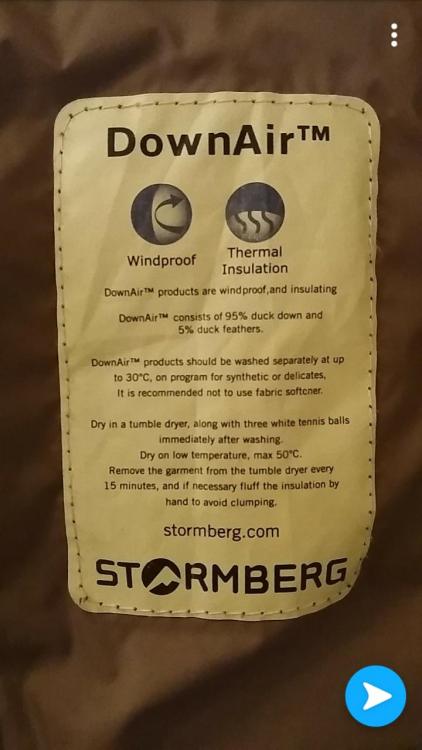 DownAir™
Windproof
Thermal
Insulation
DownAir™ products are windproof,and insulating
DownAir™ consists of 95% duck down and
5% duck feathers.
DownAir™ products should be washed separately at up
to 30°C, on program for synthetic or delicates,
It is recommended not to use fabric softener.
Dry in a tumble dryer, along with three white tennis balls
immediately after washing.
Dry on low temperature, max 50°C.
Remove the garment from the tumble dryer every
15 minutes, and if necessary fluff the insulation by
hand to avoid clumping.
stormberg.com
STORMBERG